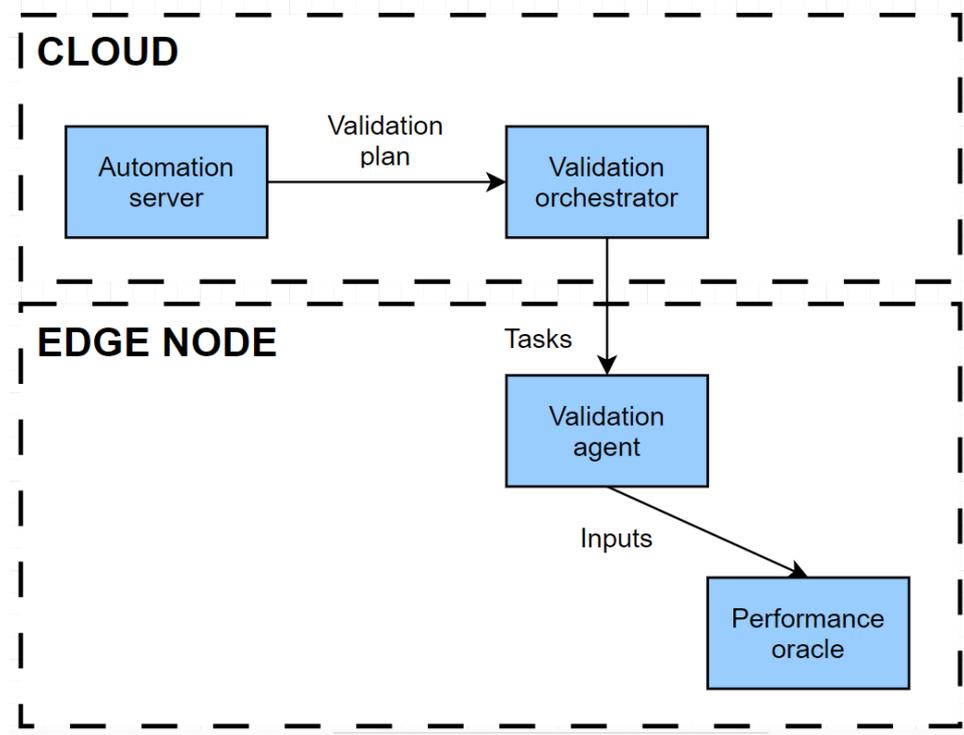 CLOUD
Validation
plan
Automation
server
Validation
orchestrator
EDGE NODE
Tasks
Validation
agent
Inputs
Performance
oracle